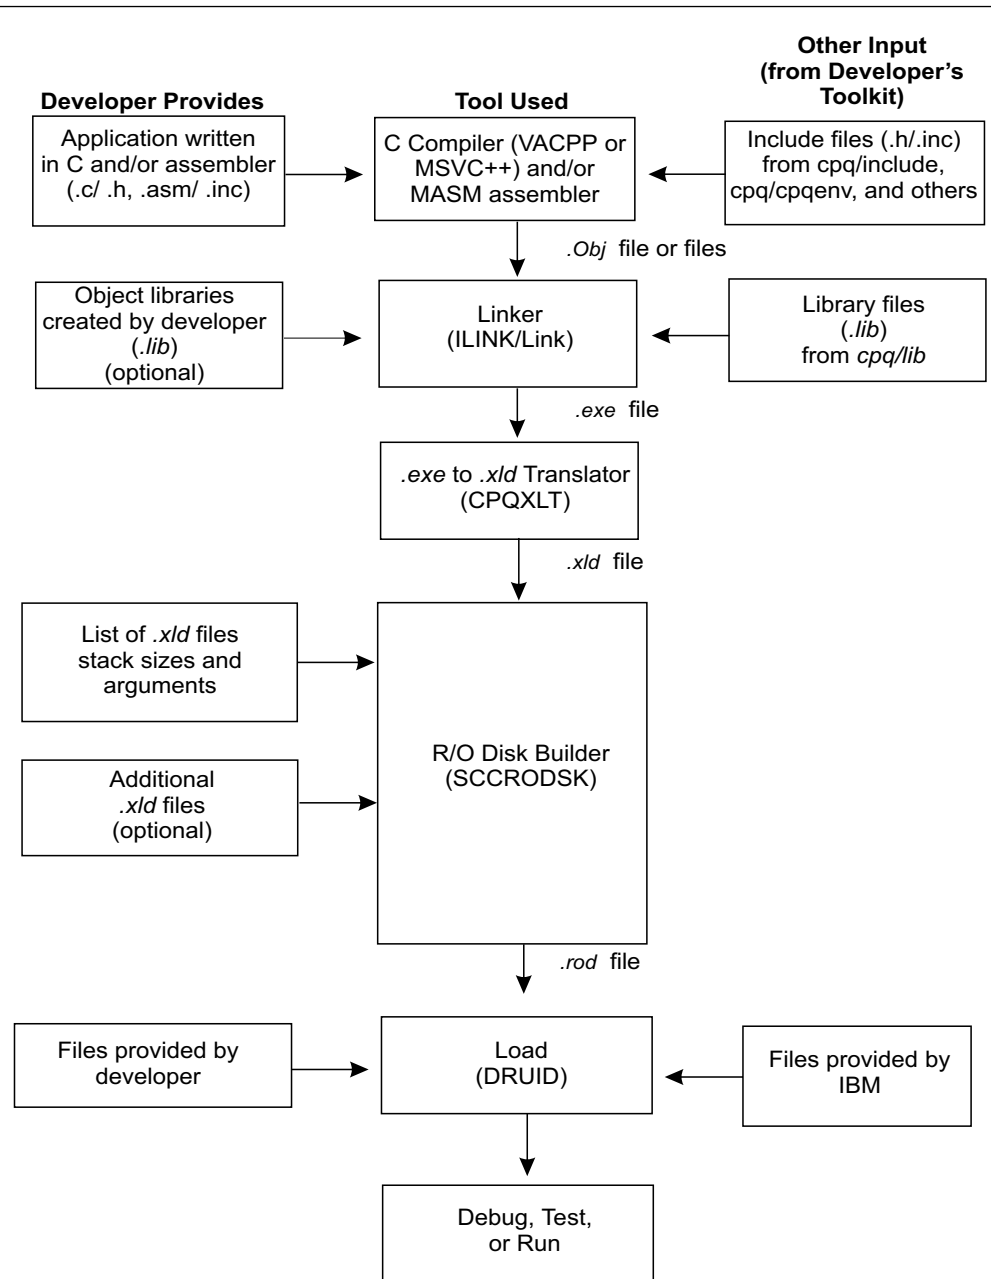 Developer Provides
Tool Used
Other Input
(from Developer’s
Toolkit)
Application written
in C and/or assembler
(.c/ .h, .asm/ .inc)
C Compiler (VACPP or
MSVC++) and/or
MASM assembler
Include files (.h/.inc)
from cpq/include,
cpq/cpqenv, and others
.Obj file or files
Object libraries
created by developer
(.lib)
(optional)
Linker
(ILINK/Link)
Library files
(.lib)
from cpq/lib
.exe file
.exe to .xld Translator
(CPQXLT)
.xld file
List of .xld files
stack sizes and
arguments
R/O Disk Builder
(SCCRODSK)
Additional
.xld files
(optional)
.rod file
Files provided by
developer
Load
(DRUID)
Files provided by
IBM
Debug, Test,
or Run